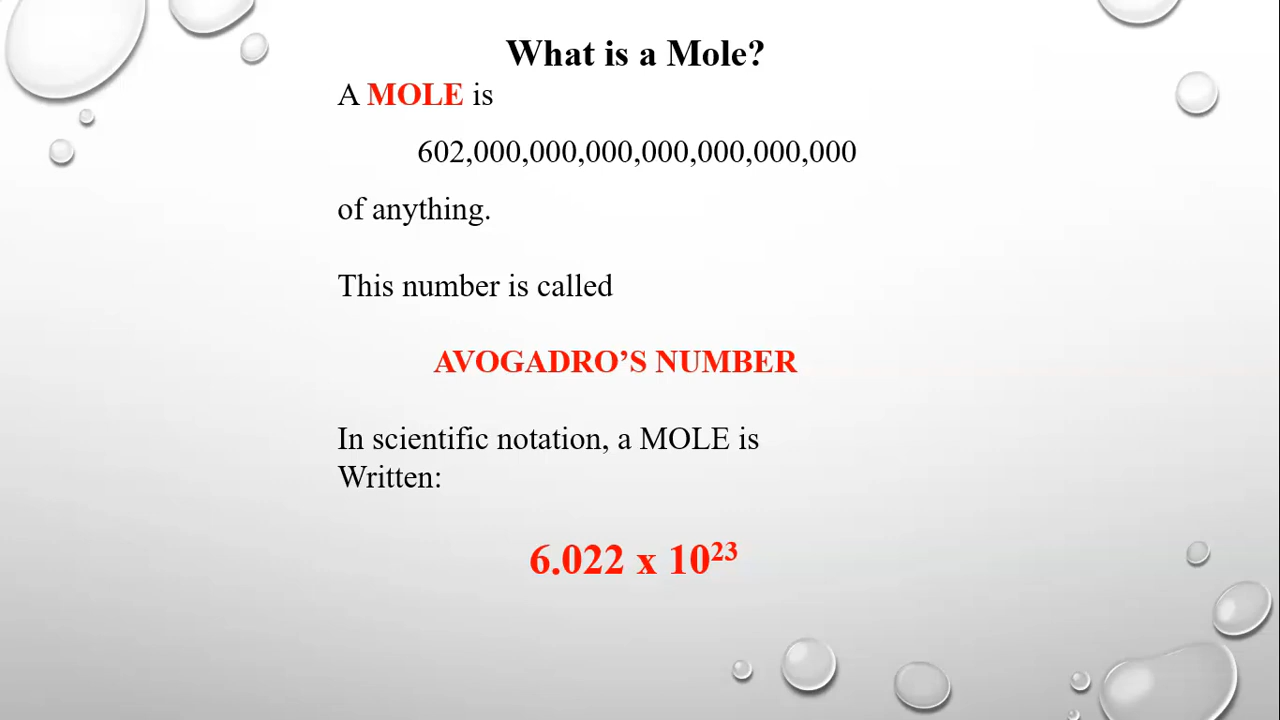 What is a Mole?
A MOLE is
602,000,000,000,000,000,000,000
of anything.
This number is called
AVOGADRO’S NUMBER
In scientific notation, a MOLE is
Written:
6.022 x 10²³